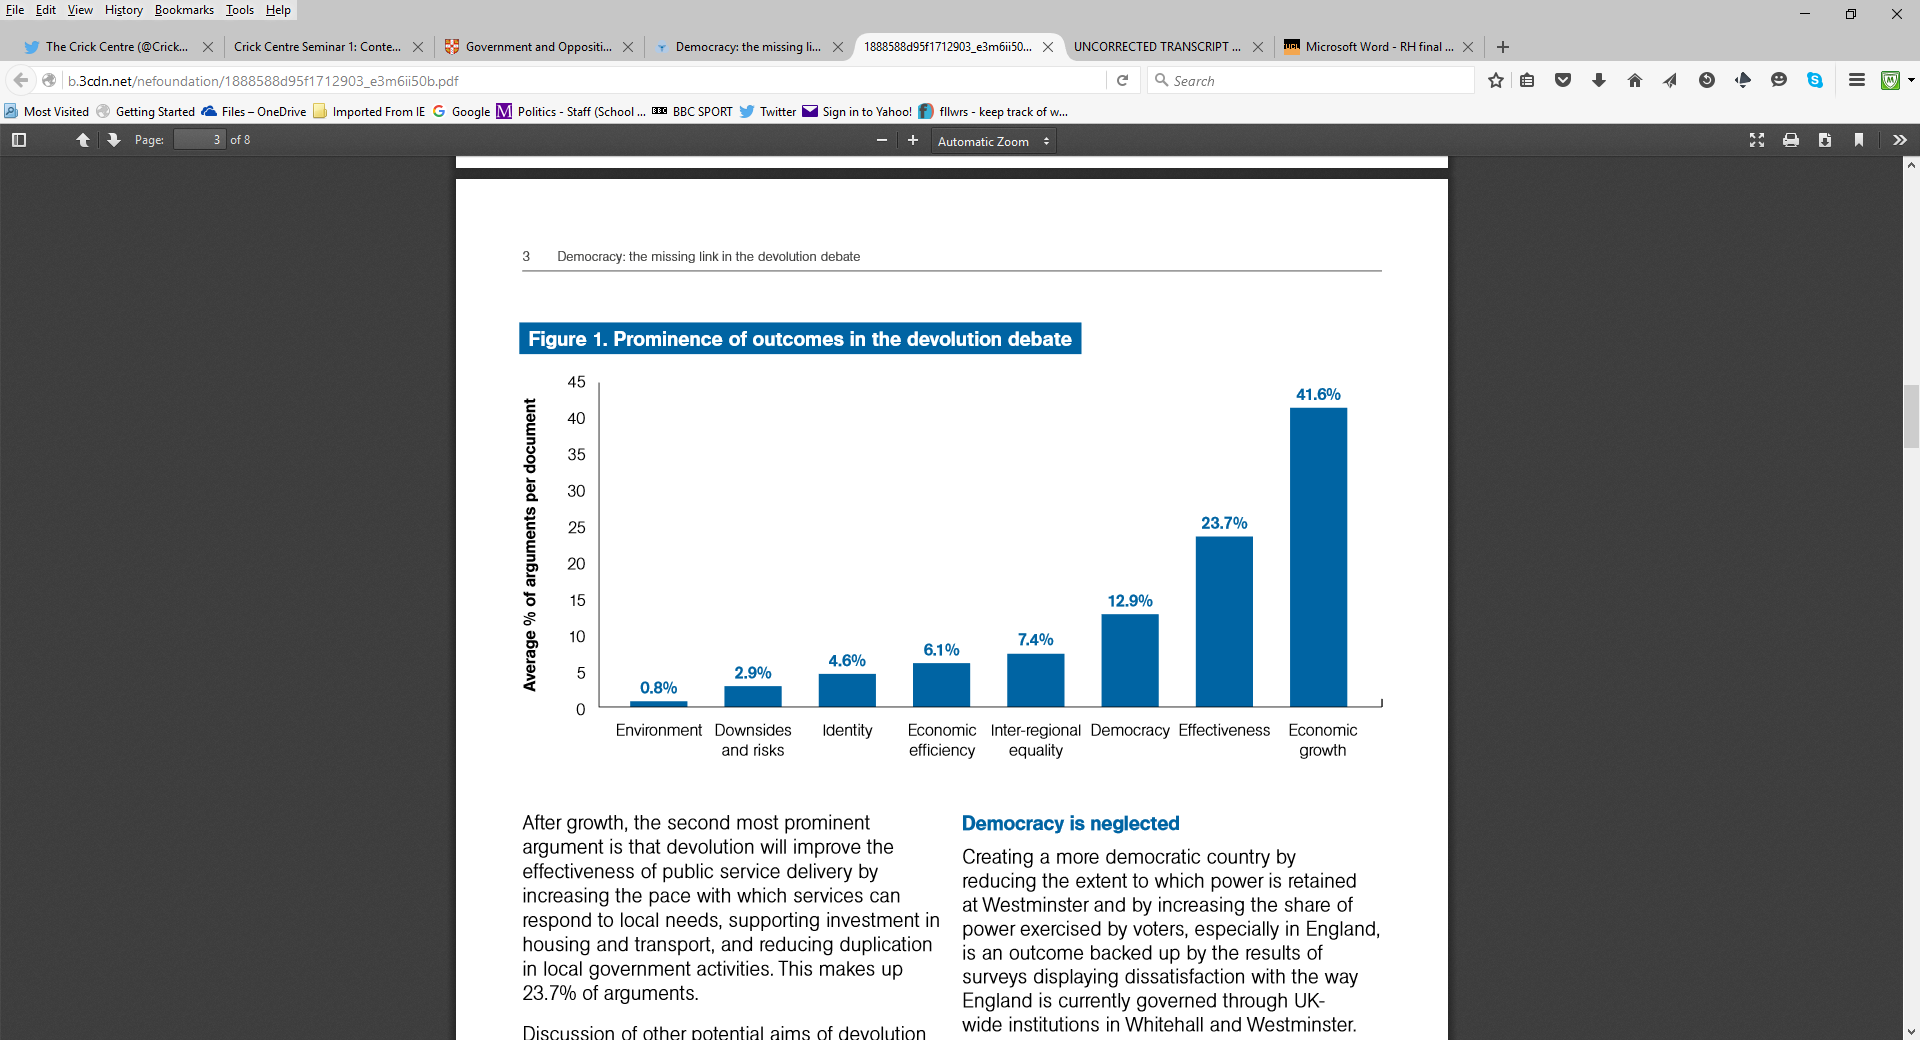 File Edit View History Bookmarks Tools Help
The Crick Centre (@Crick... Crick Centre Seminar 1: Conte... Government and Oppositi... Democracy: the missing li... 1888588d95f1712903_e3m6ii50... UNCORRECTED TRANSCRIPT ... UCL Microsoft Word - RH final ...
b.3cdn.net/nefoundation/1888588d95f1712903_e3m6ii50b.pdf Search
Most Visited Getting Started Files – OneDrive Imported From IE Google Politics - Staff (School ... BBC SPORT Twitter Sign in to Yahoo! fllwrs - keep track of w...
Page: 3 of 8 Automatic Zoom
3 Democracy: the missing link in the devolution debate
Figure 1. Prominence of outcomes in the devolution debate
Average % of arguments per document
45
40
35
30
25
20
15
10
5
0
0.8%
2.9%
4.6%
6.1%
7.4%
12.9%
23.7%
41.6%
Environment
Downsides
and risks
Identity
Economic
efficiency
Inter-regional
equality
Democracy
Effectiveness
Economic
growth
After growth, the second most prominent
argument is that devolution will improve the
effectiveness of public service delivery by
increasing the pace with which services can
respond to local needs, supporting investment in
housing and transport, and reducing duplication
in local government activities. This makes up
23.7% of arguments.
Discussion of other potential aims of devolution
Democracy is neglected
Creating a more democratic country by
reducing the extent to which power is retained
at Westminster and by increasing the share of
power exercised by voters, especially in England,
is an outcome backed up by the results of
surveys displaying dissatisfaction with the way
England is currently governed through UK-
wide institutions in Whitehall and Westminster.